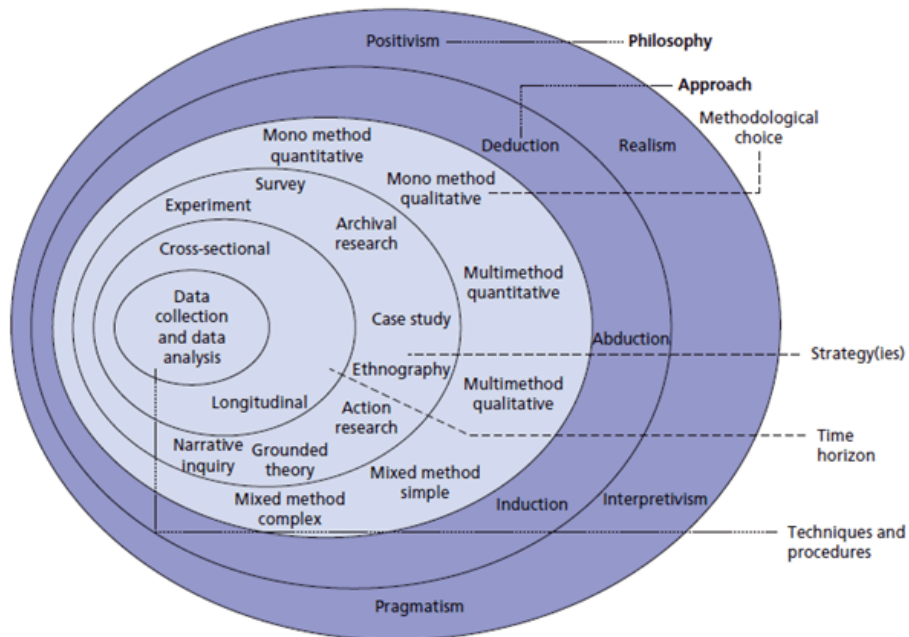 Positivism
Philosophy
Approach
Methodological
choice
Mono method
quantitative
Deduction
Realism
Survey
Mono method
qualitative
Experiment
Archival
research
Cross-sectional
Multimethod
quantitative
Data
collection
and data
analysis
Case study
Abduction
Strategy(ies)
Ethnography
Multimethod
qualitative
Longitudinal
Action
research
Time
horizon
Narrative
inquiry
Grounded
theory
Mixed method
simple
Mixed method
complex
Induction
Interpretivism
Techniques and
procedures
Pragmatism